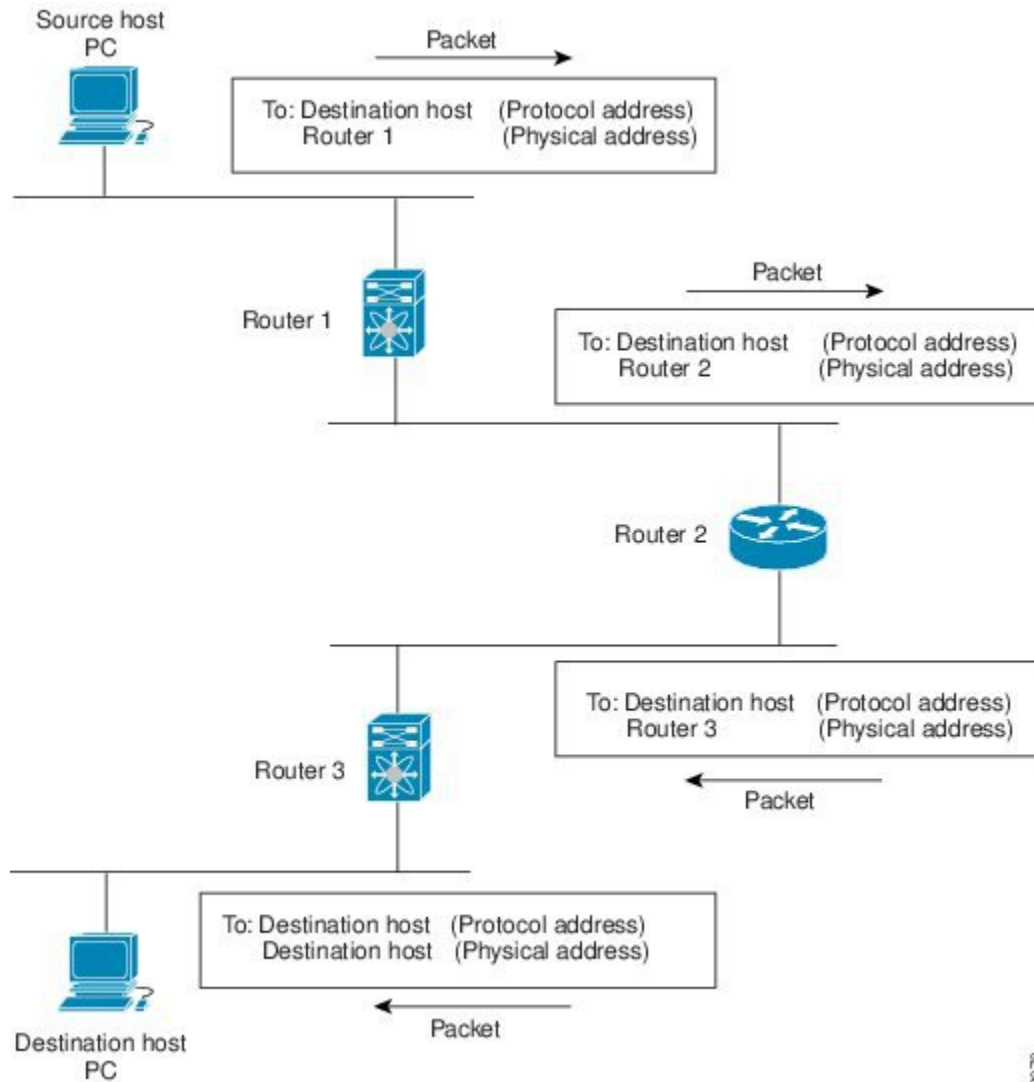 Source host
PC
Packet
To: Destination host (Protocol address)
Router 1 (Physical address)
Router 1
Packet
To: Destination host (Protocol address)
Router 2 (Physical address)
Router 2
To: Destination host (Protocol address)
Router 3 (Physical address)
Router 3
Packet
To: Destination host (Protocol address)
Destination host (Physical address)
Packet
Destination host
PC